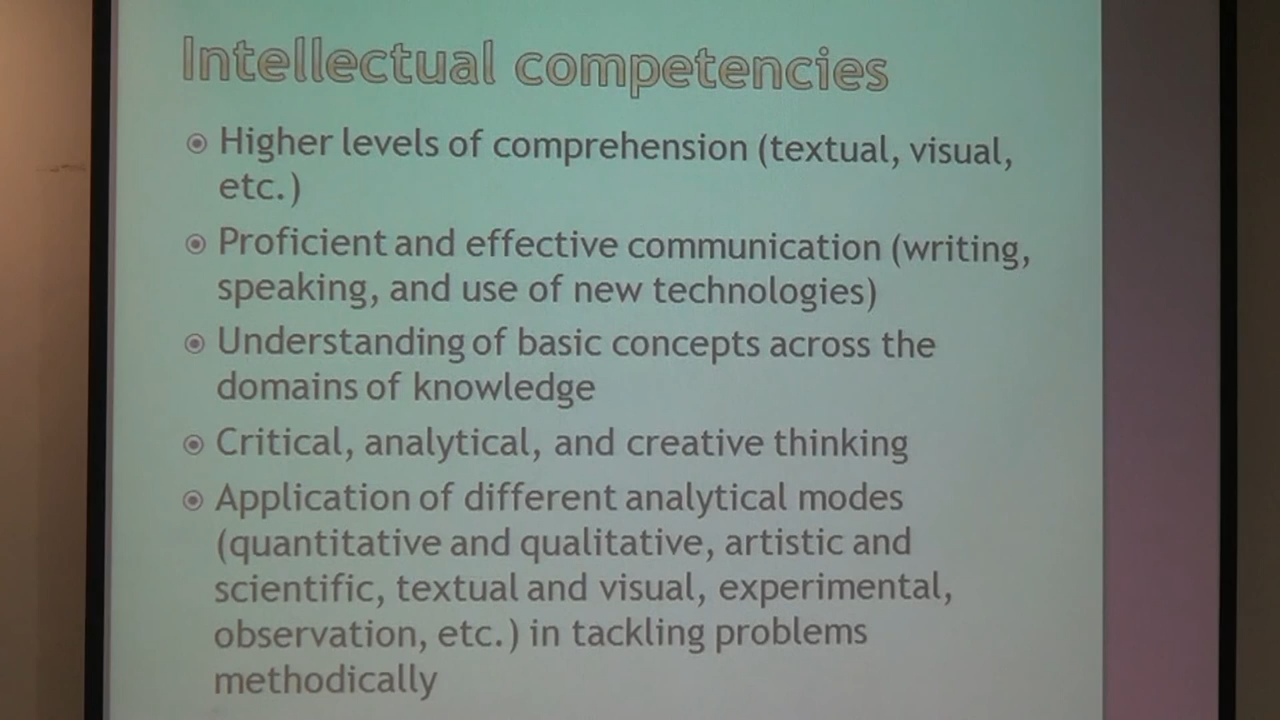 Intellectual competencies
Higher levels of comprehension (textual, visual,
etc.)
Proficient and effective communication (writing,
speaking, and use of new technologies)
Understanding of basic concepts across the
domains of knowledge
Critical, analytical, and creative thinking
Application of different analytical modes
(quantitative and qualitative, artistic and
scientific, textual and visual, experimental,
observation, etc.) in tackling problems
methodically